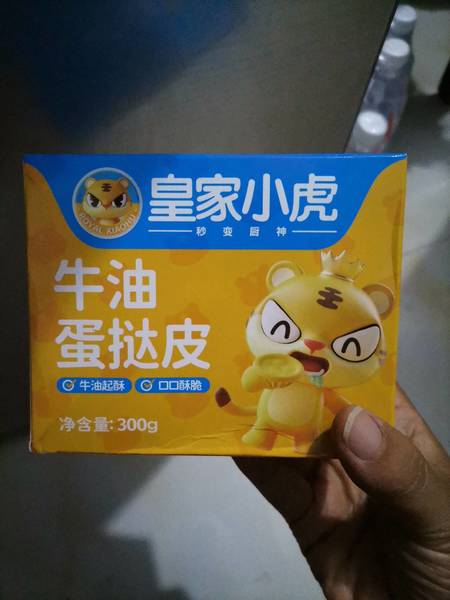 皇家小虎
秒变厨神
ROYAL XIAOHU
牛油
蛋挞皮
牛油起酥
口口酥脆
净含量:300g
王